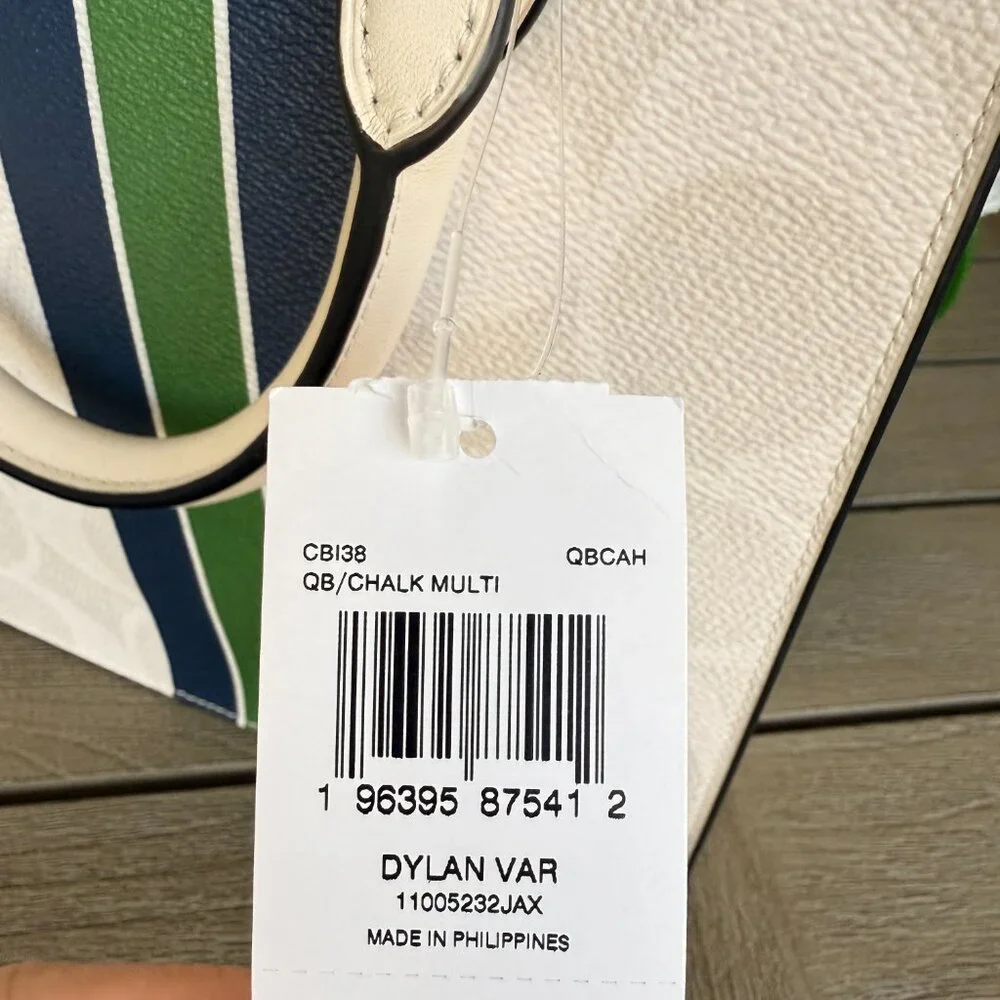 CBI38 QBCAH
QB/CHALK MULTI
1 96395 87541 2
DYLAN VAR
11005232JAX
MADE IN PHILIPPINES